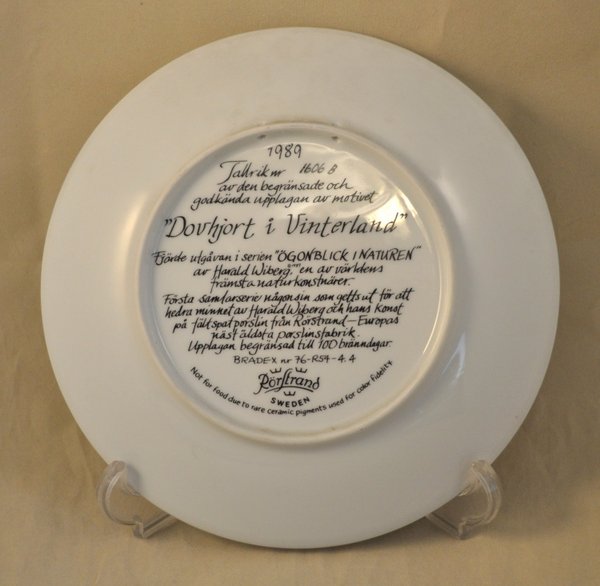 1989
Tallrik nr 1606 B
av den begränsade och
godkända upplagan av motivet
"Dovhjort i Vinterland"
Fjärde utgåvan i serien "ÖGONBLICK I NATUREN"
av Harald Wiberg, en av världens
främsta naturkonstnärer.
Första samlarserie någonsin som getts ut för att
hedra minnet av Harald Wiberg och hans konst
på fältspatporslin från Rörstrand—Europas
näst äldsta porslinsfabrik.
Upplagan begränsad till 100 bränndagar
BRADEX nr 76-R54-4.4
Rörstrand
SWEDEN
Not for food due to rare ceramic pigments used for color fidelity.